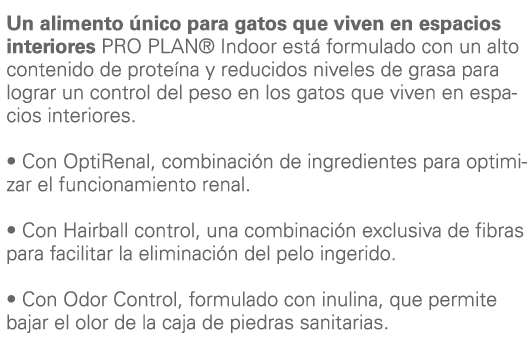 Un alimento único para gatos que viven en espacios
interiores PRO PLAN® Indoor está formulado con un alto
contenido de proteína y reducidos niveles de grasa para
lograr un control del peso en los gatos que viven en espa-
cios interiores.
• Con OptiRenal, combinación de ingredientes para optimi-
zar el funcionamiento renal.
• Con Hairball control, una combinación exclusiva de fibras
para facilitar la eliminación del pelo ingerido.
• Con Odor Control, formulado con inulina, que permite
bajar el olor de la caja de piedras sanitarias.